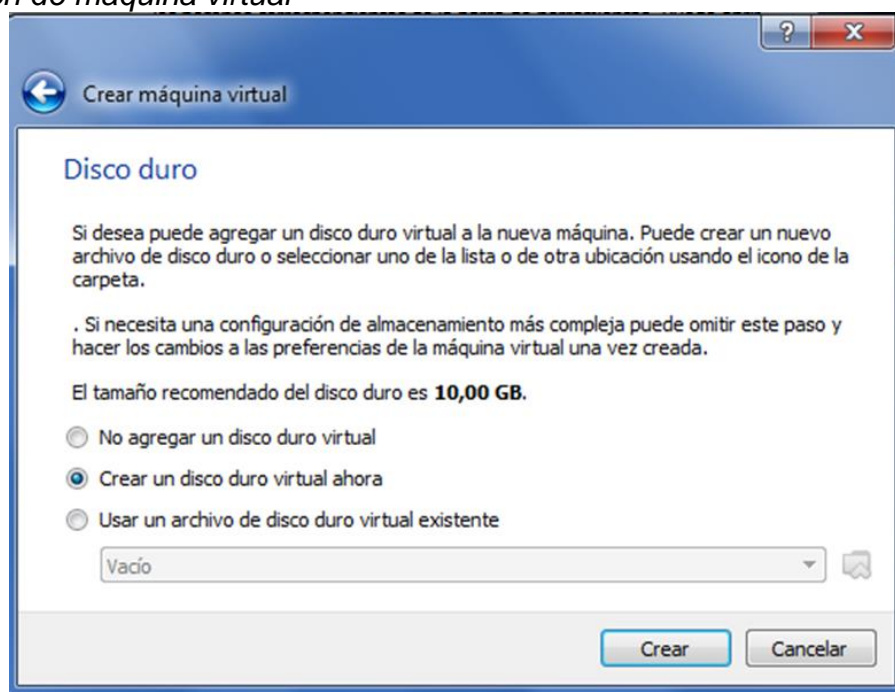 de máquina virtual
?
X
Crear máquina virtual
Disco duro
Si desea puede agregar un disco duro virtual a la nueva máquina. Puede crear un nuevo
archivo de disco duro o seleccionar uno de la lista o de otra ubicación usando el icono de la
carpeta.
. Si necesita una configuración de almacenamiento más compleja puede omitir este paso y
hacer los cambios a las preferencias de la máquina virtual una vez creada.
El tamaño recomendado del disco duro es 10,00 GB.
No agregar un disco duro virtual
Crear un disco duro virtual ahora
Usar un archivo de disco duro virtual existente
Vacío
Crear
Cancelar